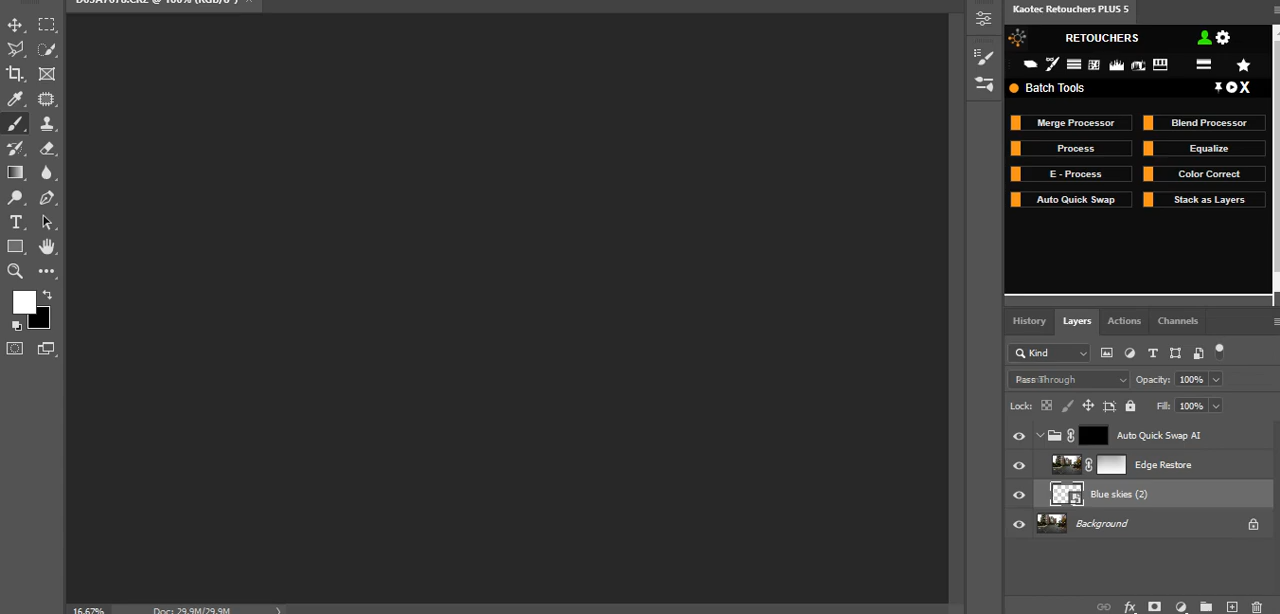 Kaotec Retouchers PLUS 5
RETOUCHERS
Batch Tools
Merge Processor
Blend Processor
Process
Equalize
E - Process
Color Correct
Auto Quick Swap
Stack as Layers
History
Layers
Actions
Channels
Kind
Pass Through
Opacity: 100%
Lock:
Fill: 100%
Auto Quick Swap AI
Edge Restore
Blue skies (2)
Background
16.67%
Doc: 29.9M/29.9M